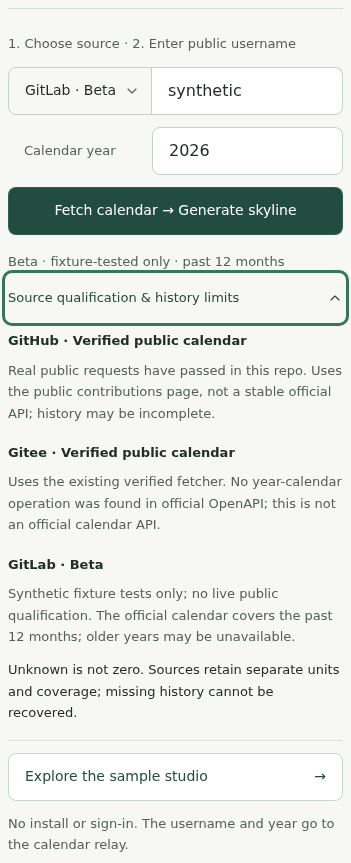 1. Choose source · 2. Enter public username
GitLab · Beta
synthetic
Calendar year
2026
Fetch calendar → Generate skyline
Beta · fixture-tested only · past 12 months
Source qualification & history limits
GitHub · Verified public calendar
Real public requests have passed in this repo. Uses
the public contributions page, not a stable official
API; history may be incomplete.
Gitee · Verified public calendar
Uses the existing verified fetcher. No year-calendar
operation was found in official OpenAPI; this is not
an official calendar API.
GitLab · Beta
Synthetic fixture tests only; no live public
qualification. The official calendar covers the past
12 months; older years may be unavailable.
Unknown is not zero. Sources retain separate units
and coverage; missing history cannot be
recovered.
Explore the sample studio →
No install or sign-in. The username and year go to
the calendar relay.